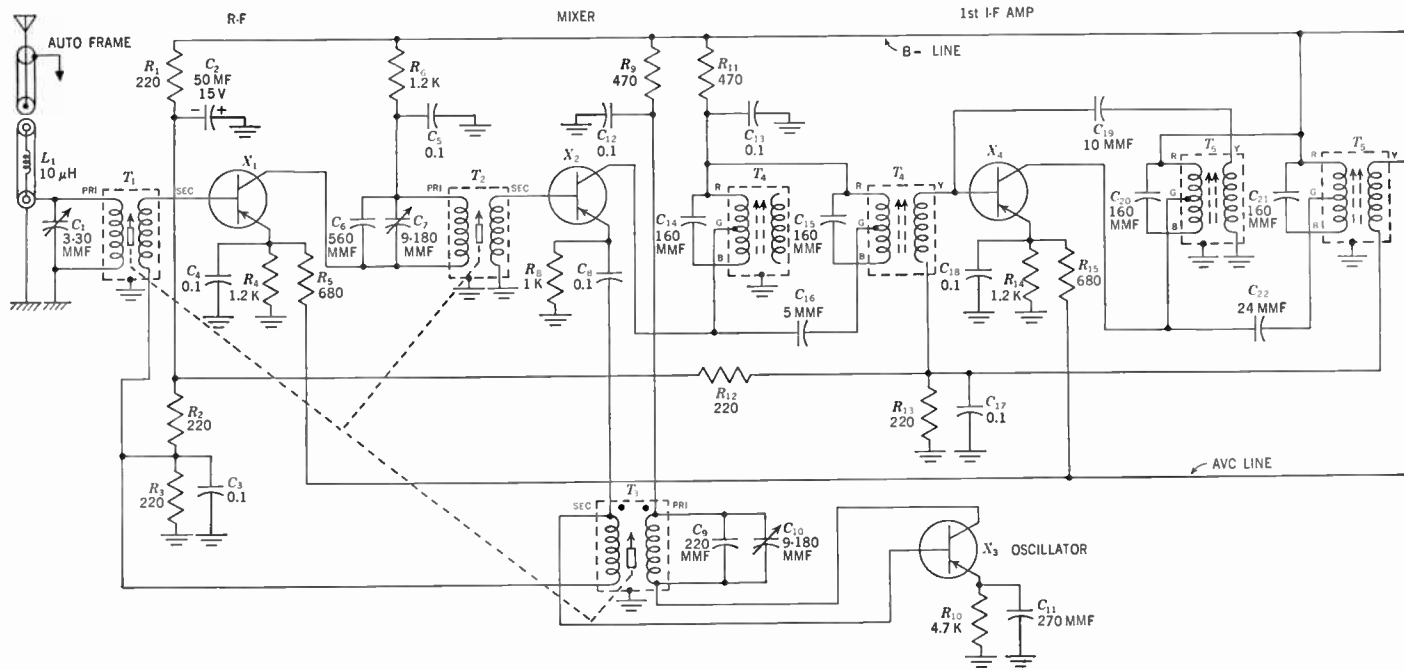 R-F
MIXER
1st I-F AMP
AUTO FRAME
B- LINE
R1
220
C2
50 MF
15 V
- +
R6
1.2 K
C5
0.1
R9
470
C12
0.1
R11
470
C13
0.1
C19
10 MMF
L1
10 μH
C1
3-30
MMF
PRI
T1
SEC
X1
C4
0.1
R4
1.2 K
R5
680
C6
560
MMF
C7
9-180
MMF
PRI
T2
SEC
X2
R8
1 K
C8
0.1
C14
160
MMF
R
G
B
T4
C15
160
MMF
R
G
B
T4
Y
C16
5 MMF
X4
C18
0.1
R14
1.2 K
R15
680
C20
160
MMF
R
G
B
T5
Y
C21
160
MMF
R
G
B
T5
Y
C22
24 MMF
R12
220
R13
220
C17
0.1
R2
220
R3
220
C3
0.1
AVC LINE
SEC
T3
PRI
C9
220
MMF
C10
9-180
MMF
X3 OSCILLATOR
R10
4.7 K
C11
270 MMF